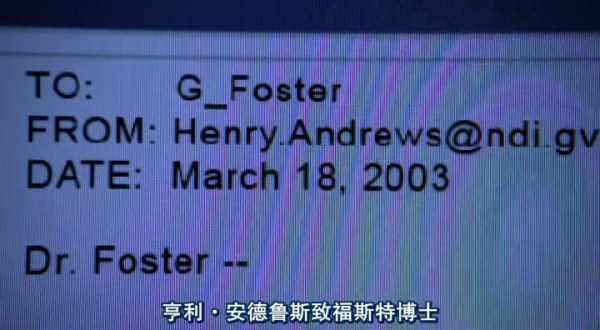 TO: G_Foster
FROM: Henry.Andrews@ndi.gv
DATE: March 18, 2003
Dr. Foster --
亨利·安德鲁斯致福斯特博士